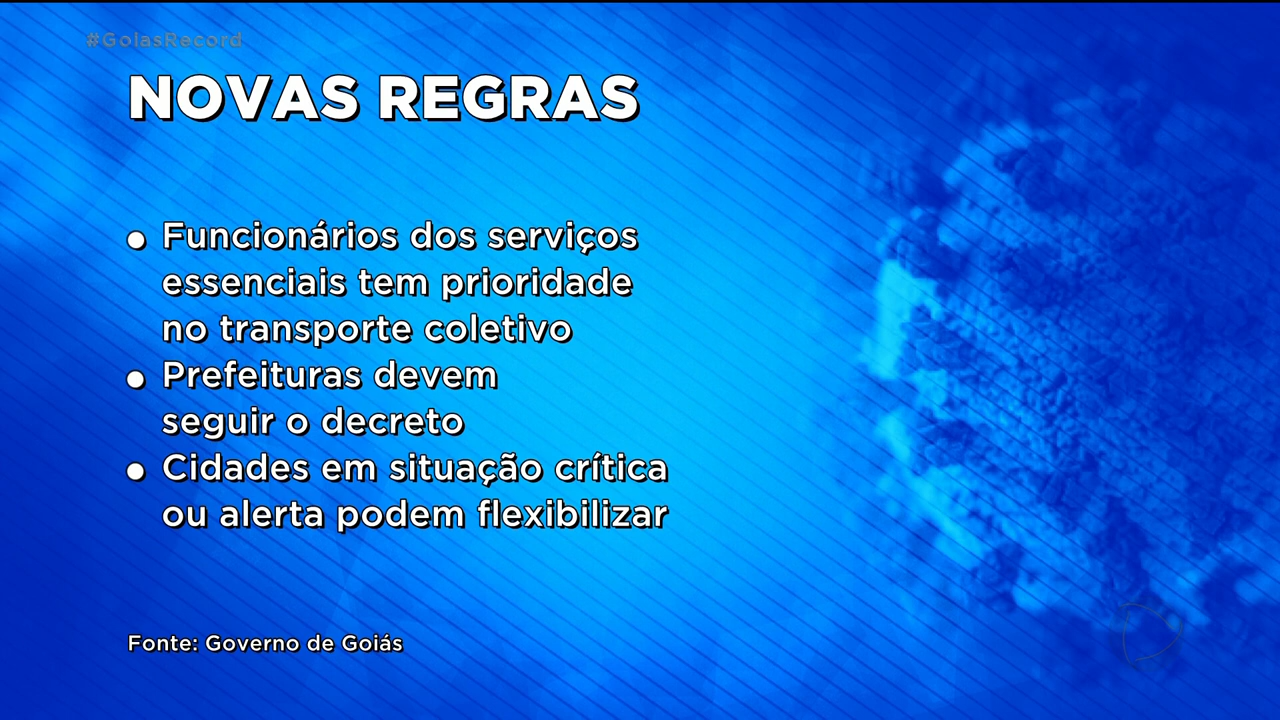 #GoiasRecord
NOVAS REGRAS
• Funcionários dos serviços
essenciais tem prioridade
no transporte coletivo
• Prefeituras devem
seguir o decreto
• Cidades em situação crítica
ou alerta podem flexibilizar
Fonte: Governo de Goiás